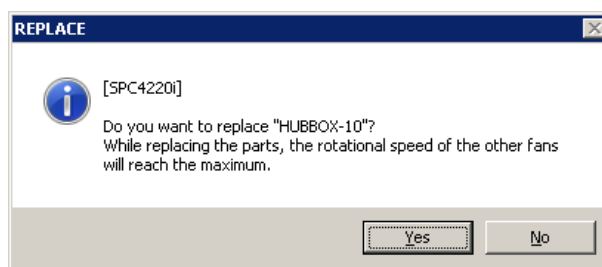 REPLACE
[SPC4220i]
Do you want to replace "HUBBOX-10"?
While replacing the parts, the rotational speed of the other fans
will reach the maximum.
Yes No